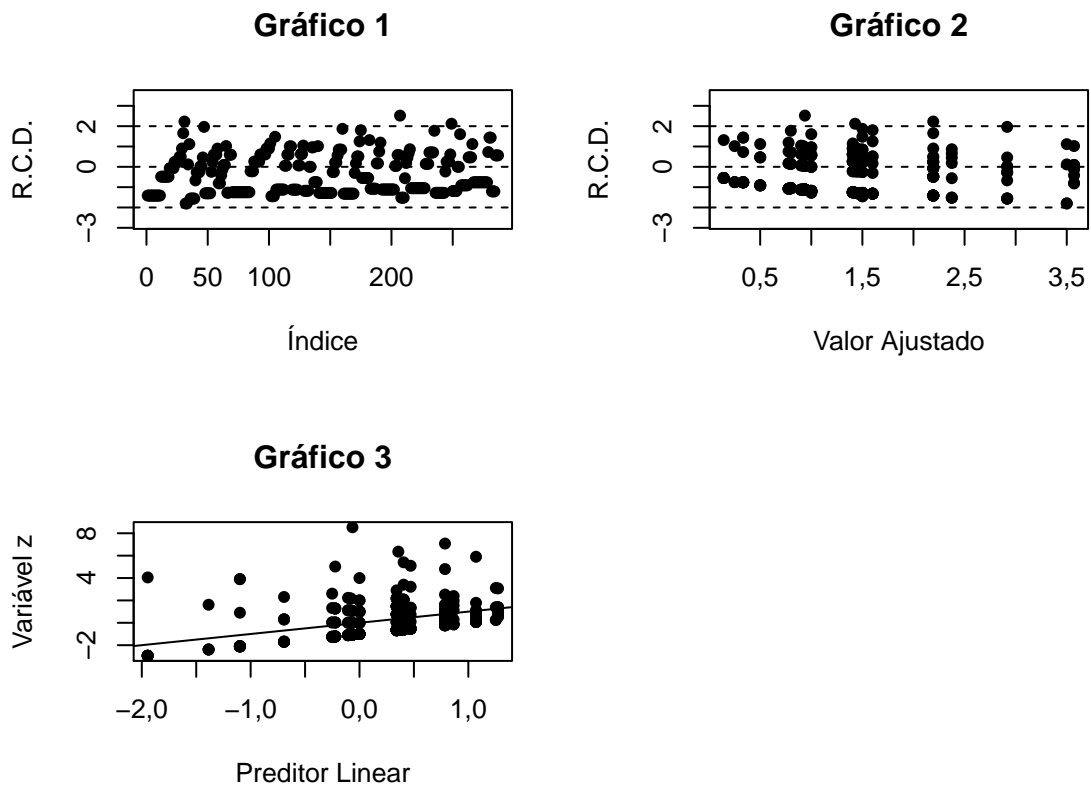 Gráfico 1
R.C.D.
2
0
−3
0 50 100 200
Índice
Gráfico 2
R.C.D.
2
0
−3
0,5 1,5 2,5 3,5
Valor Ajustado
Gráfico 3
Variável z
8
4
−2
−2,0 −1,0 0,0 1,0
Preditor Linear